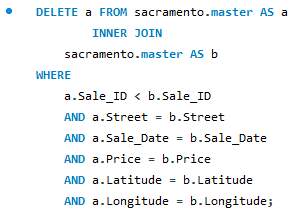 DELETE a FROM sacramento.master AS a
INNER JOIN
sacramento.master AS b
WHERE
a.Sale_ID < b.Sale_ID
AND a.Street = b.Street
AND a.Sale_Date = b.Sale_Date
AND a.Price = b.Price
AND a.Latitude = b.Latitude
AND a.Longitude = b.Longitude;